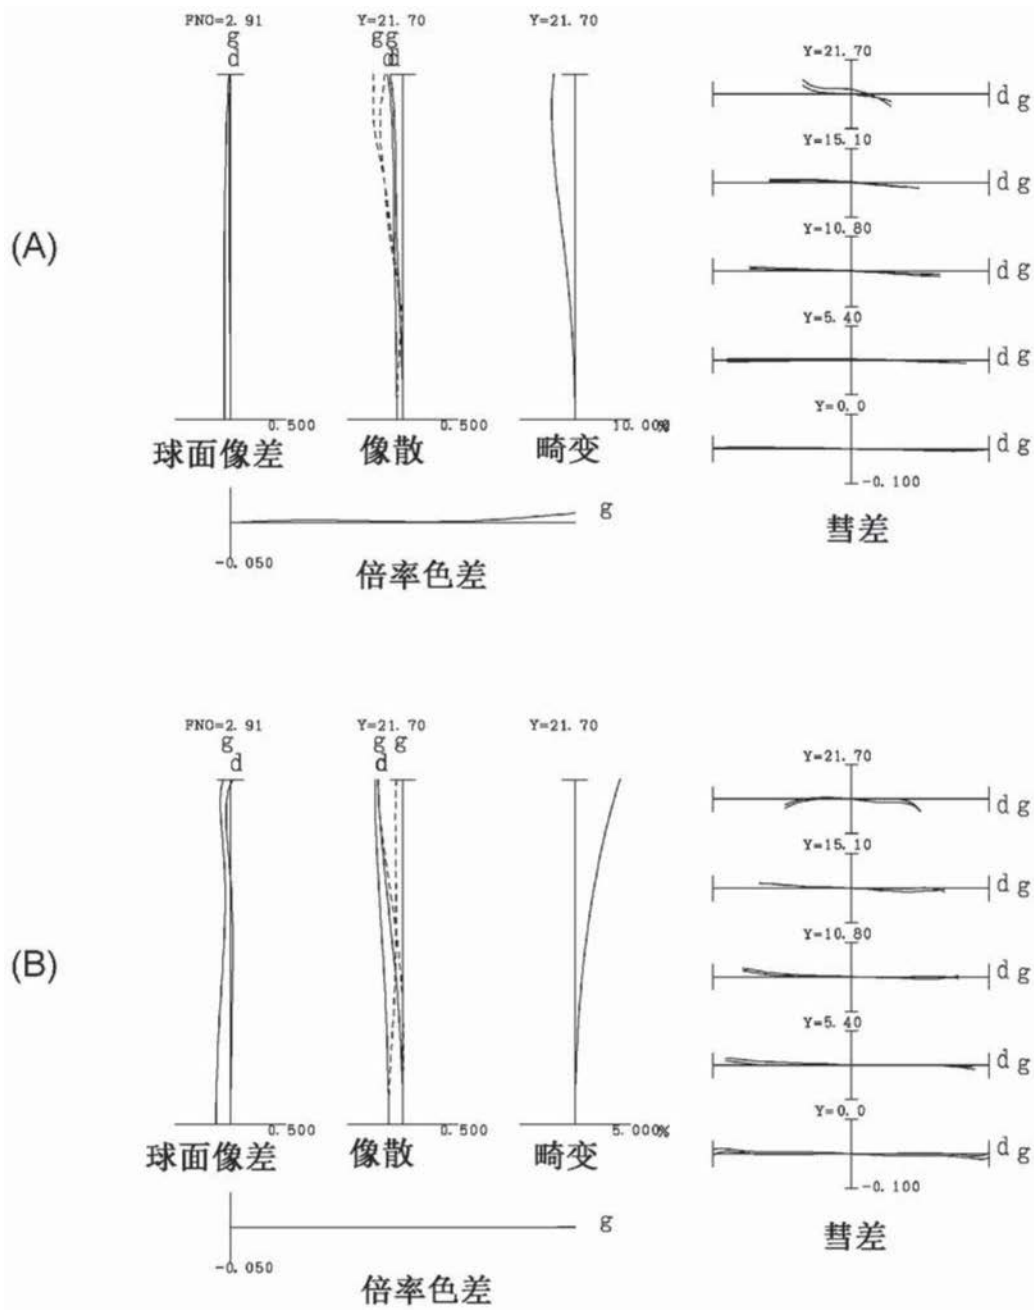 FNO=2.91
g
d
Y=21.70
g g
d d
Y=21.70
(A)
0.500
球面像差
0.500
像散
10.000%
畸变
g
-0.050
倍率色差
Y=21.70
d g
Y=15.10
d g
Y=10.80
d g
Y=5.40
d g
Y=0.0
d g
-0.100
彗差
FNO=2.91
g
d
Y=21.70
g g
d
Y=21.70
(B)
0.500
球面像差
0.500
像散
5.000%
畸变
g
-0.050
倍率色差
Y=21.70
d g
Y=15.10
d g
Y=10.80
d g
Y=5.40
d g
Y=0.0
d g
-0.100
彗差